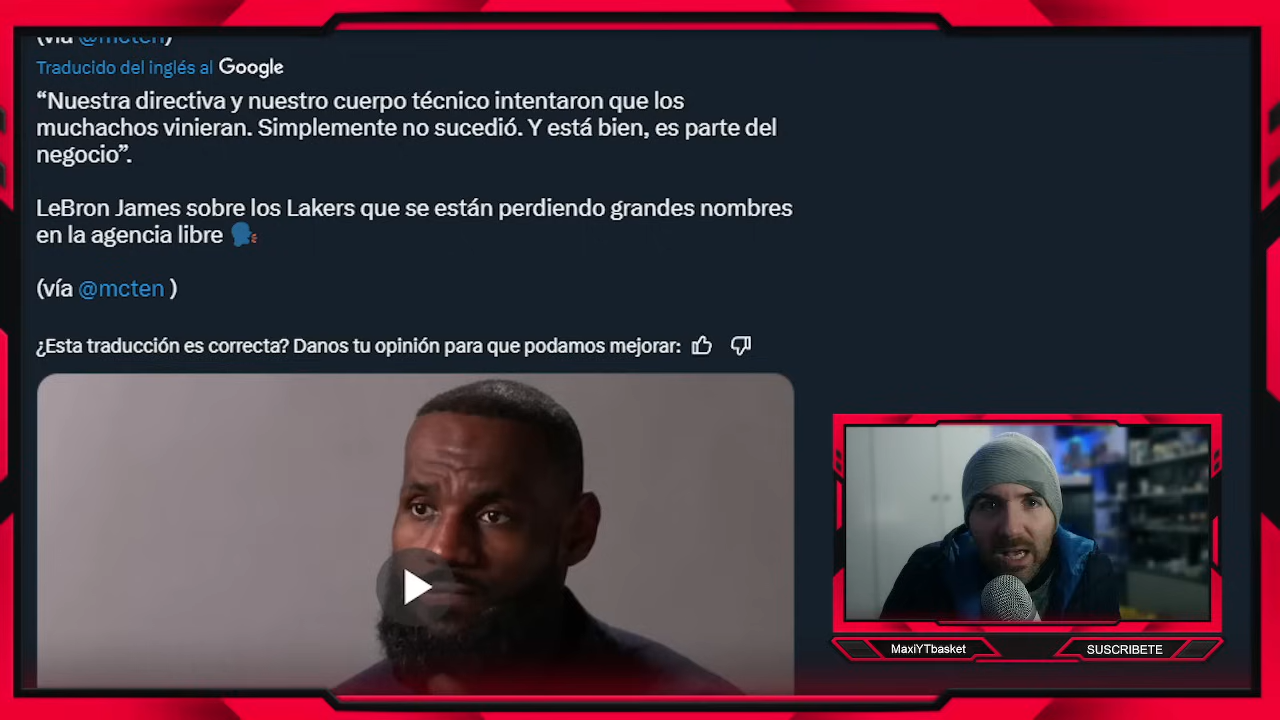 (vía @mcten)
Traducido del inglés al Google
“Nuestra directiva y nuestro cuerpo técnico intentaron que los
muchachos vinieran. Simplemente no sucedió. Y está bien, es parte del
negocio”.
LeBron James sobre los Lakers que se están perdiendo grandes nombres
en la agencia libre
(vía @mcten )
¿Esta traducción es correcta? Danos tu opinión para que podamos mejorar:
MaxiYTbasket
SUSCRIBETE